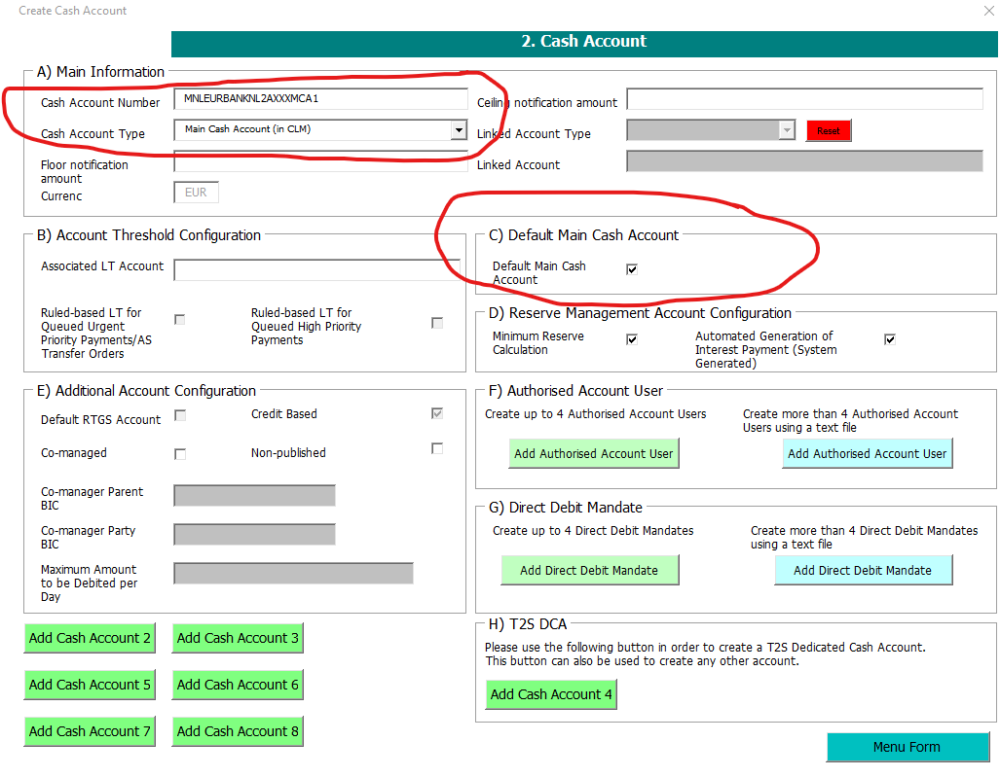 Create Cash Account
2. Cash Account
A) Main Information
Cash Account Number
MNLEURBANKNL2AXXXMCA1
Ceiling notification amount
Cash Account Type
Main Cash Account (in CLM)
Linked Account Type
Reset
Floor notification
amount
Linked Account
Currenc
EUR
B) Account Threshold Configuration
Associated LT Account
Ruled-based LT for
Queued Urgent
Priority Payments/AS
Transfer Orders
Ruled-based LT for
Queued High Priority
Payments
C) Default Main Cash Account
Default Main Cash
Account
D) Reserve Management Account Configuration
Minimum Reserve
Calculation
Automated Generation of
Interest Payment (System
Generated)
E) Additional Account Configuration
Default RTGS Account
Credit Based
Co-managed
Non-published
Co-manager Parent
BIC
Co-manager Party
BIC
Maximum Amount
to be Debited per
Day
F) Authorised Account User
Create up to 4 Authorised Account Users
Create more than 4 Authorised Account
Users using a text file
Add Authorised Account User
Add Authorised Account User
G) Direct Debit Mandate
Create up to 4 Direct Debit Mandates
Create more than 4 Direct Debit Mandates
using a text file
Add Direct Debit Mandate
Add Direct Debit Mandate
Add Cash Account 2
Add Cash Account 3
Add Cash Account 5
Add Cash Account 6
Add Cash Account 7
Add Cash Account 8
H) T2S DCA
Please use the following button in order to create a T2S Dedicated Cash Account.
This button can also be used to create any other account.
Add Cash Account 4
Menu Form